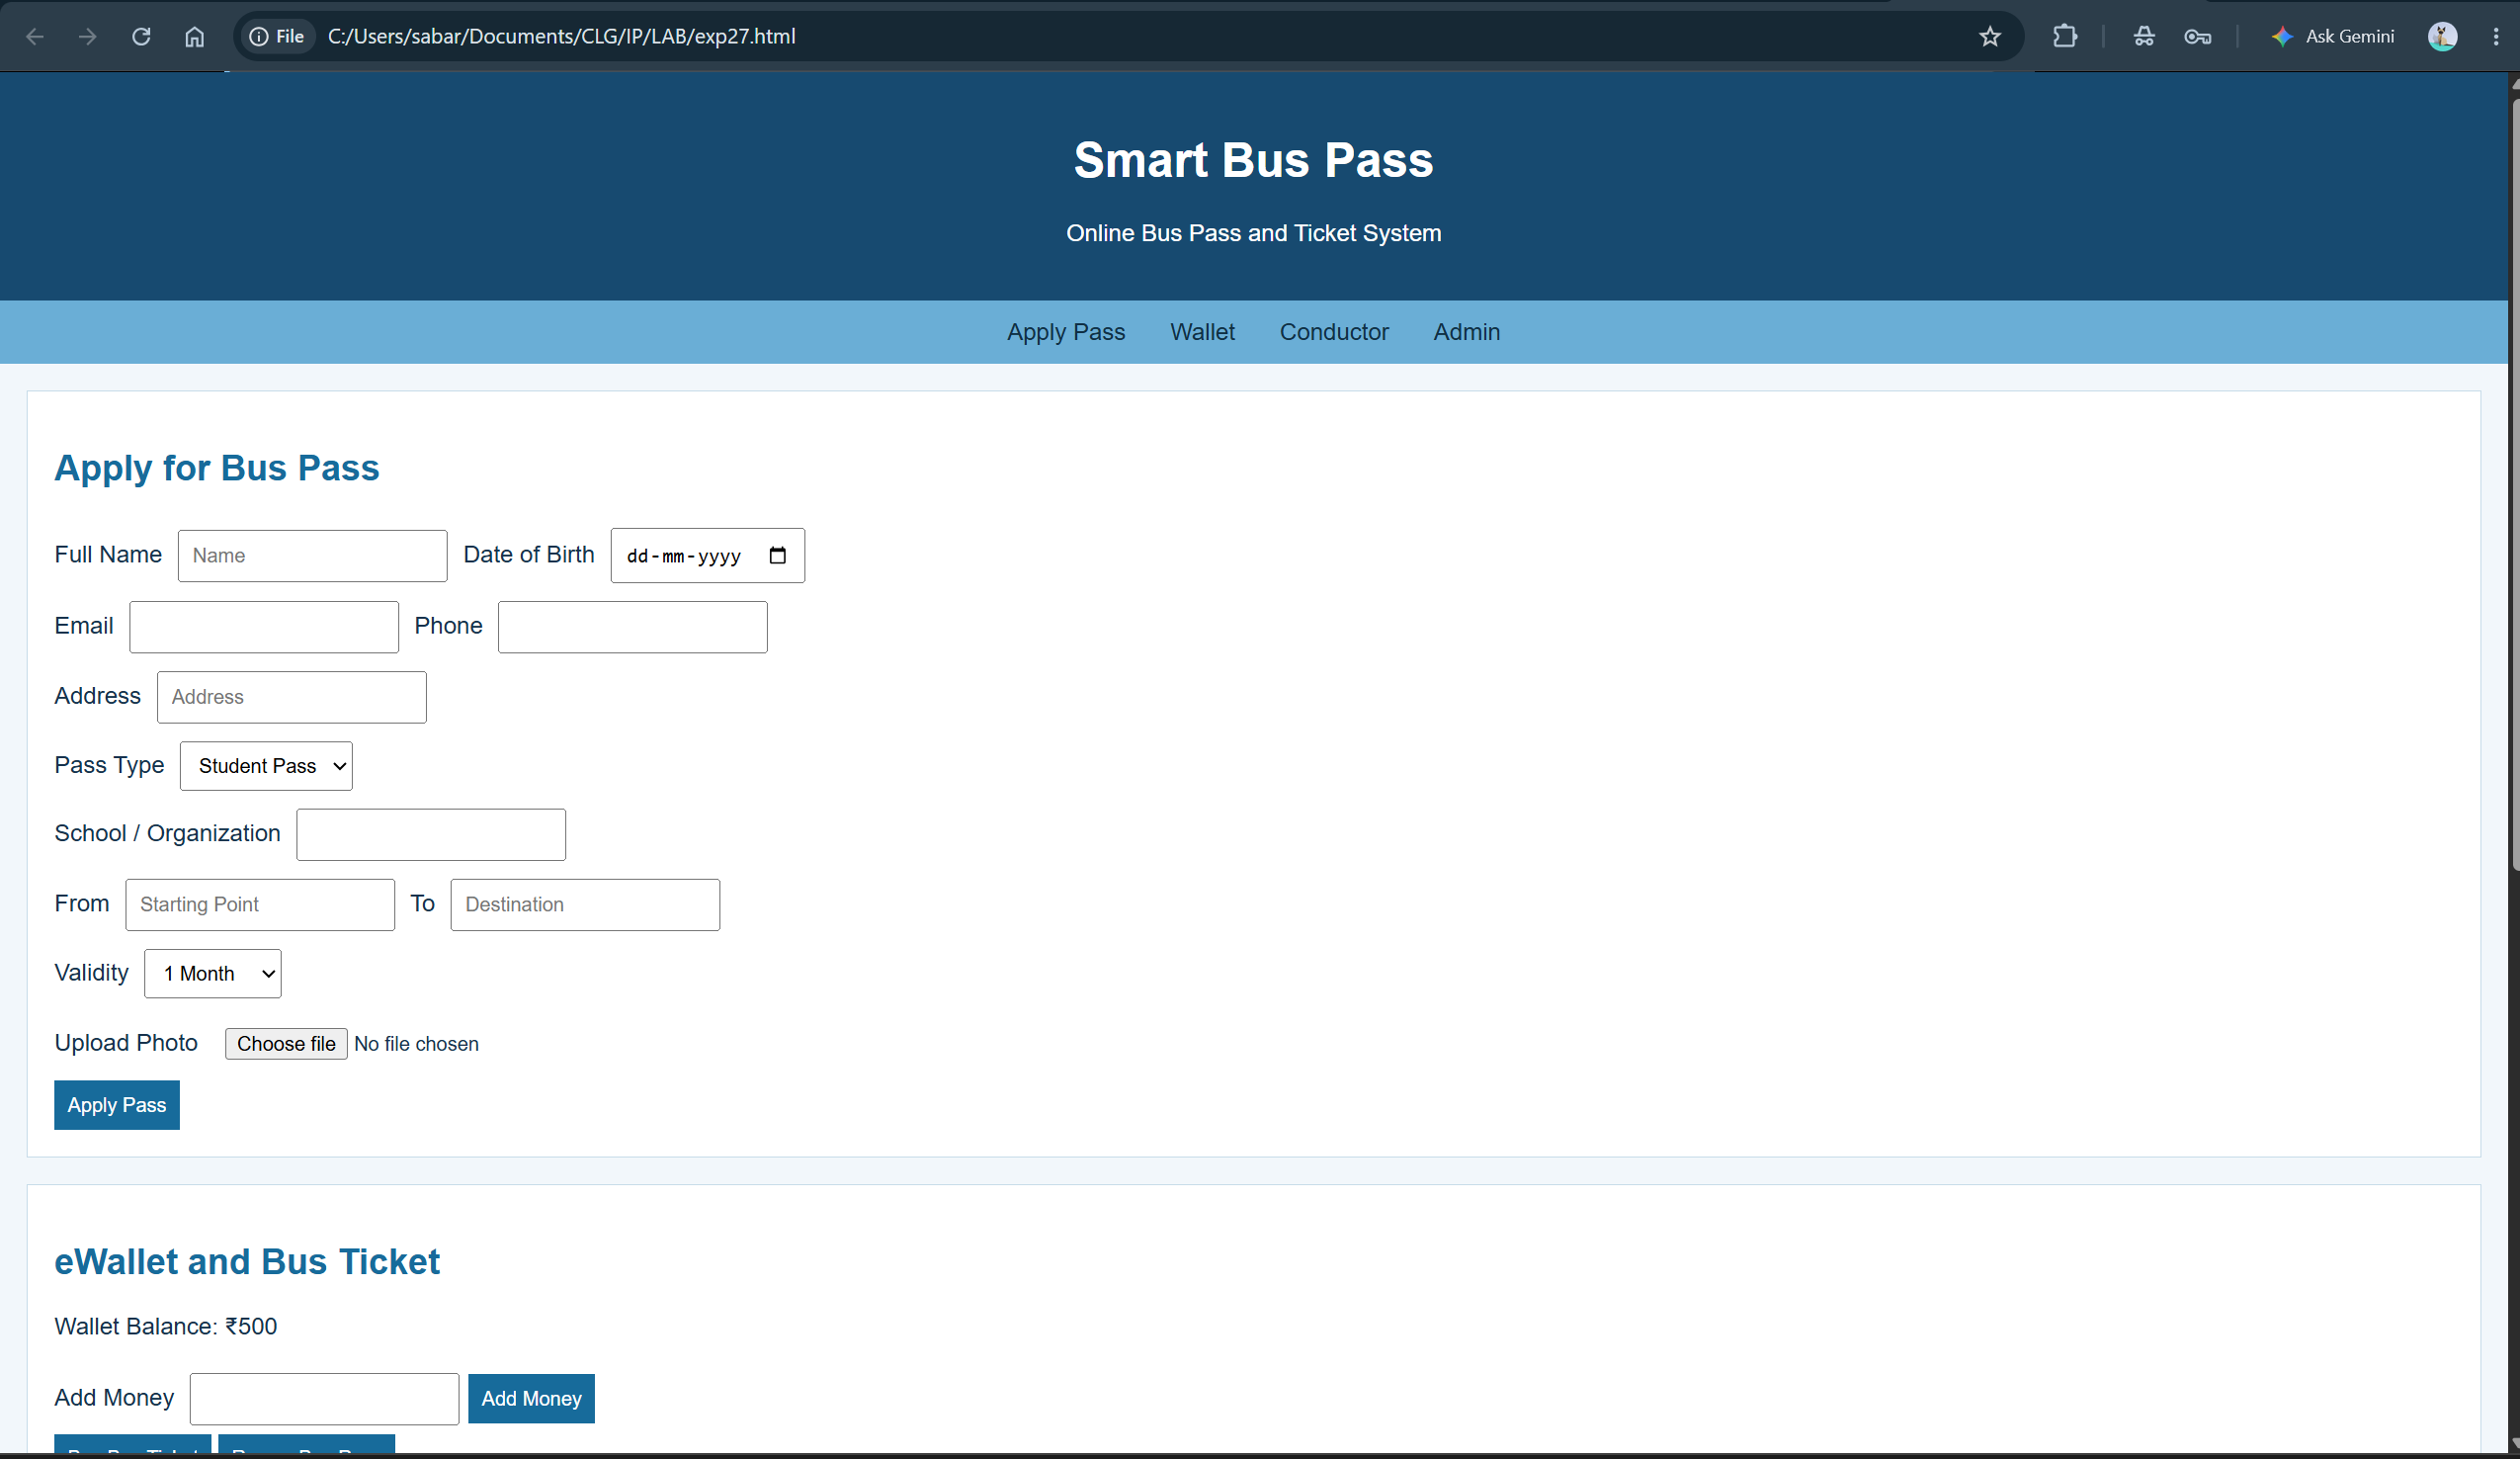 File C:/Users/sabar/Documents/CLG/IP/LAB/exp27.html Ask Gemini
Smart Bus Pass
Online Bus Pass and Ticket System
Apply Pass Wallet Conductor Admin
Apply for Bus Pass
Full Name Name Date of Birth dd-mm-yyyy
Email Phone
Address Address
Pass Type Student Pass
School / Organization
From Starting Point To Destination
Validity 1 Month
Upload Photo Choose file No file chosen
Apply Pass
eWallet and Bus Ticket
Wallet Balance: ₹500
Add Money Add Money